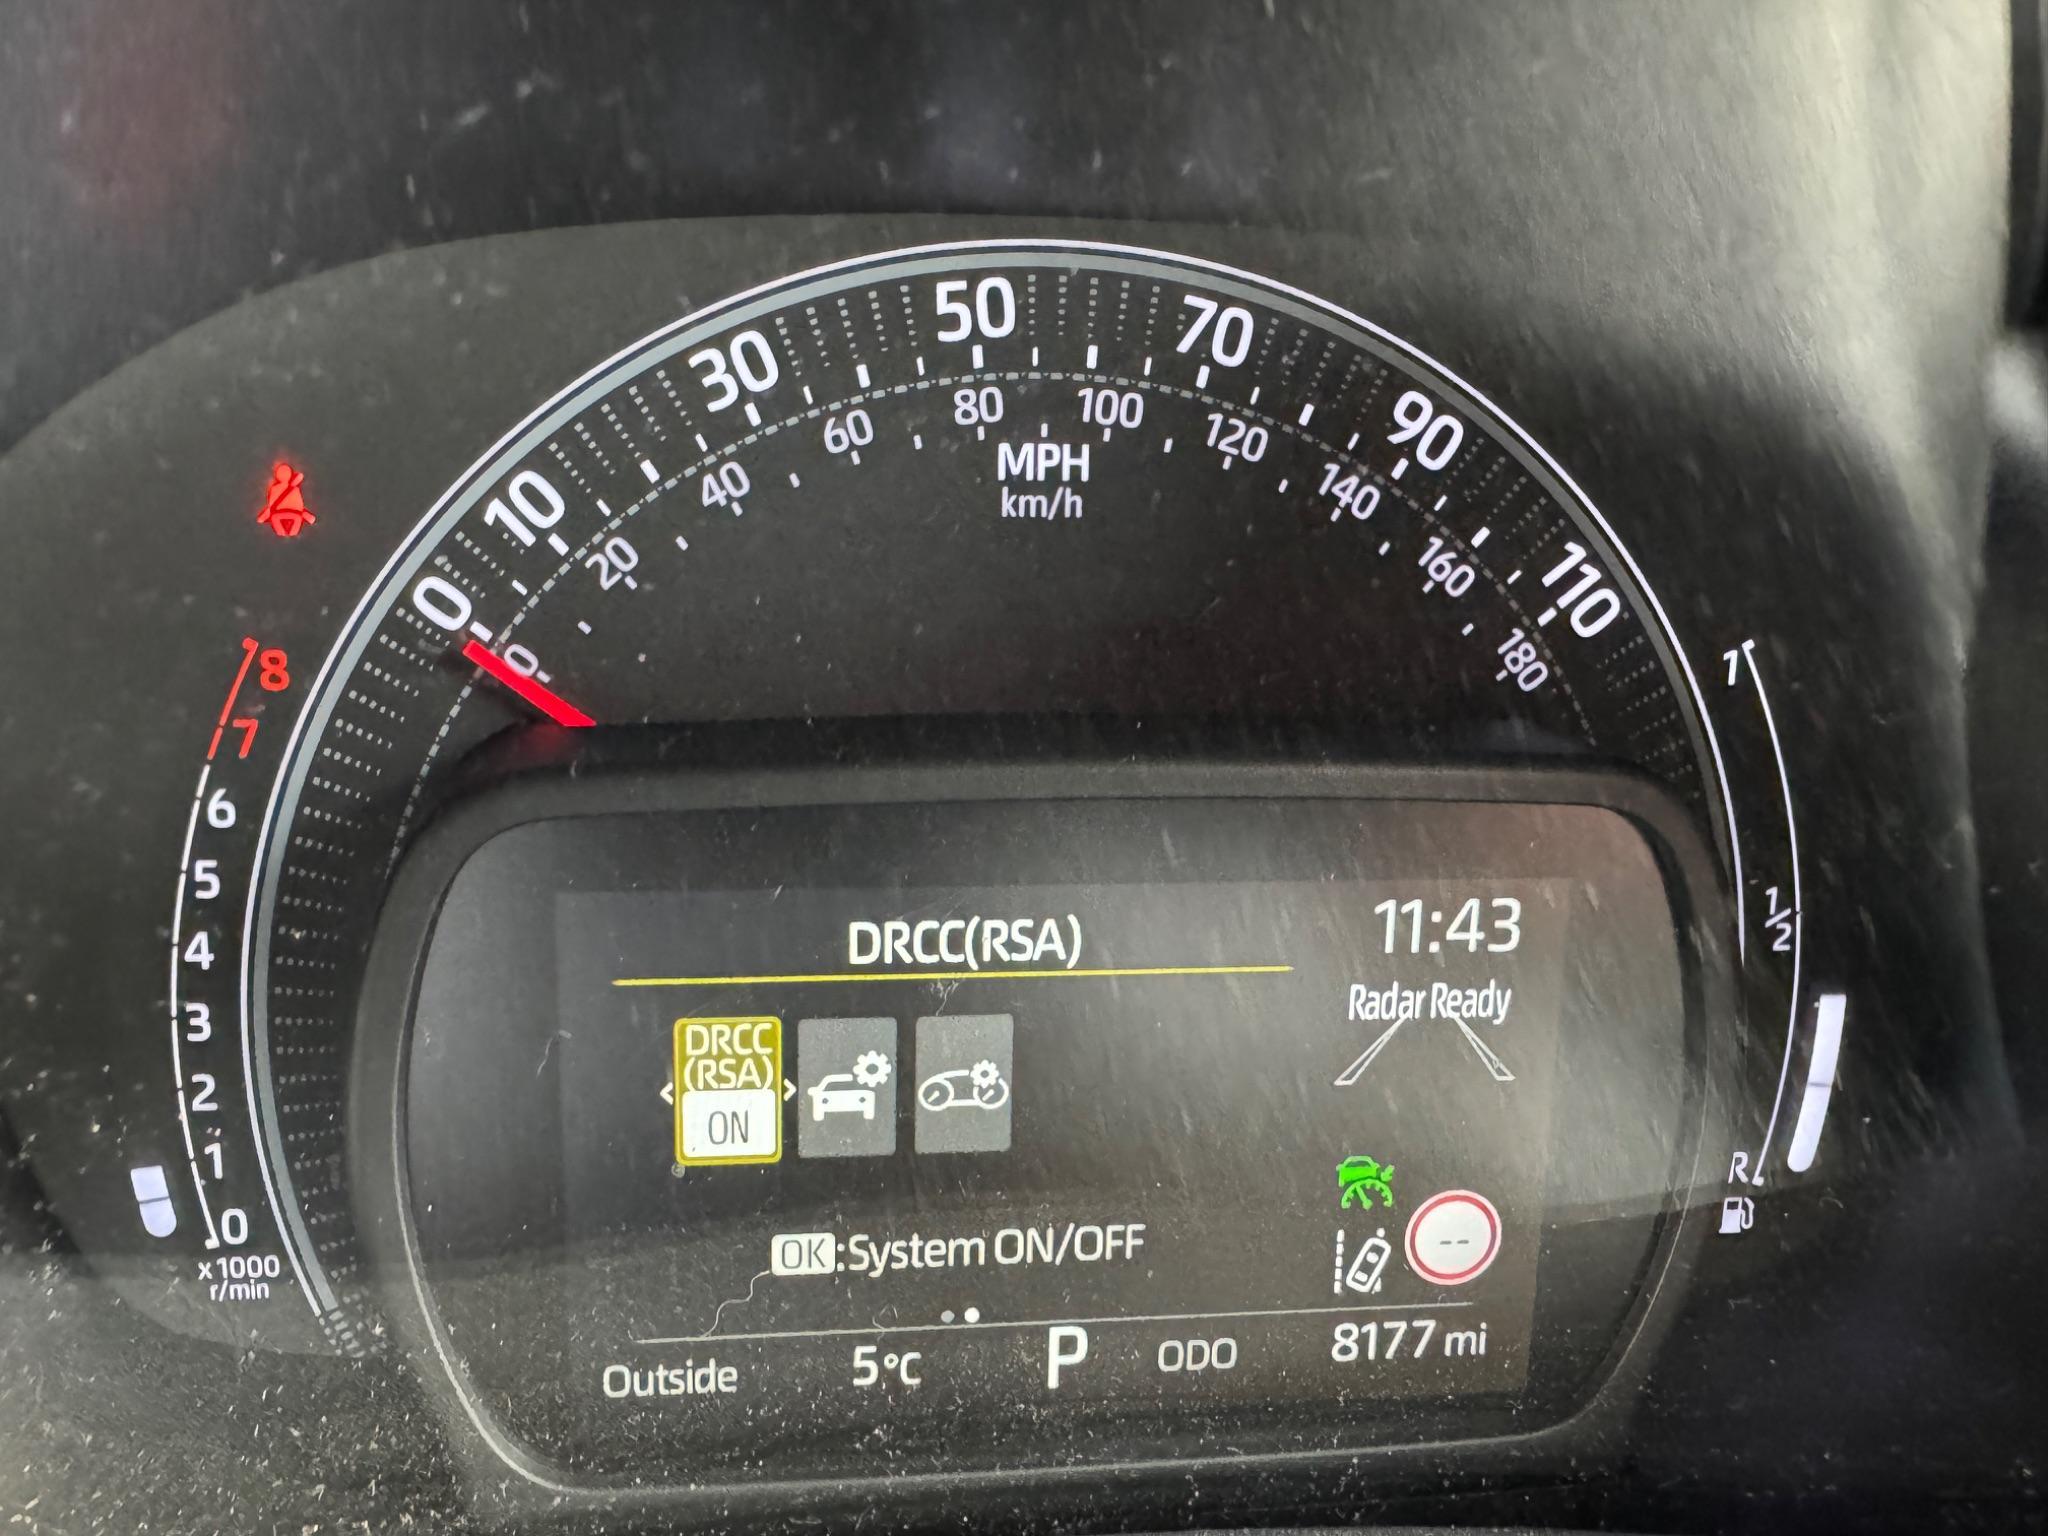 0
10
30
50
70
90
110
0
20
40
60
80
100
120
140
160
180
MPH
km/h
8
7
6
5
4
3
2
1
0
x1000
r/min
1
1/2
R
DRCC(RSA)
11:43
Radar Ready
DRCC
(RSA)
ON
OK:System ON/OFF
--
Outside 5°C P ODO 8177 mi